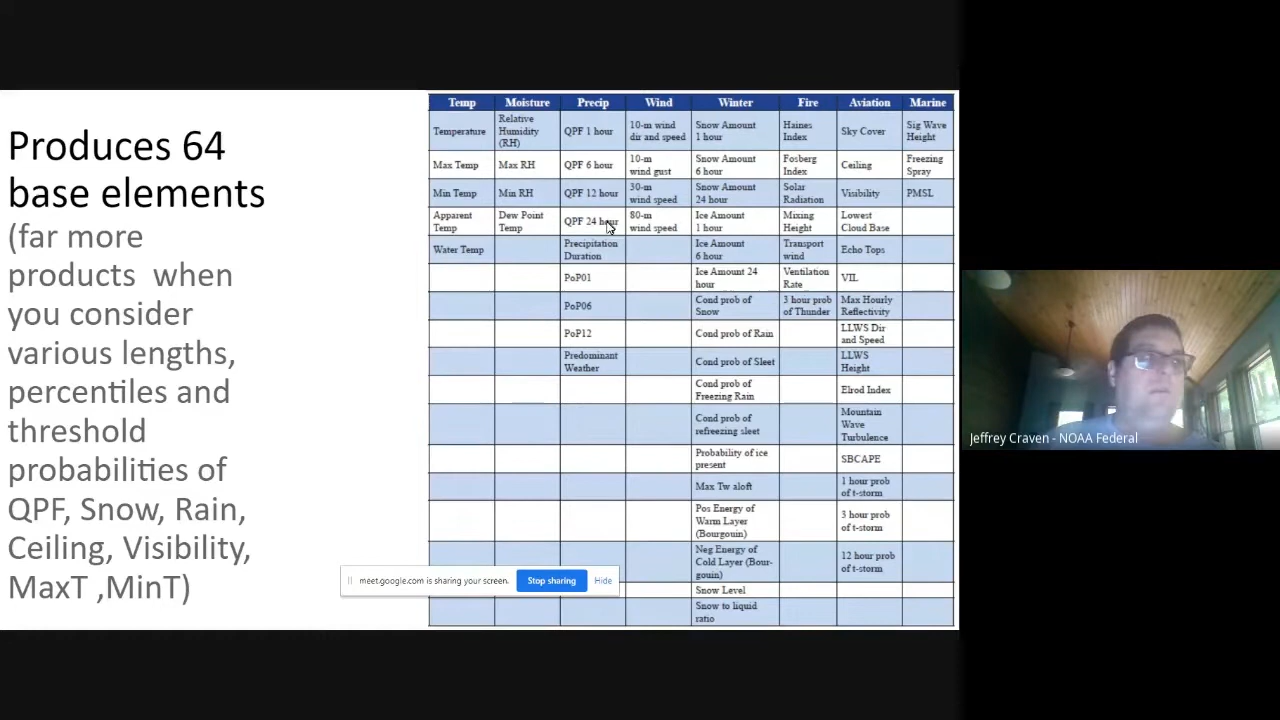 Produces 64
base elements
(far more
products when
you consider
various lengths,
percentiles and
threshold
probabilities of
QPF, Snow, Rain,
Ceiling, Visibility,
MaxT ,MinT)
Temp Moisture Precip Wind Winter Fire Aviation Marine
Temperature
Relative
Humidity
(RH)
QPF 1 hour
10-m wind
dir and speed
Snow Amount
1 hour
Haines
Index
Sky Cover
Sig Wave
Height
Max Temp
Max RH
QPF 6 hour
10-m
wind gust
Snow Amount
6 hour
Fosberg
Index
Ceiling
Freezing
Spray
Min Temp
Min RH
QPF 12 hour
30-m
wind speed
Snow Amount
24 hour
Solar
Radiation
Visibility
PMSL
Apparent
Temp
Dew Point
Temp
QPF 24 hour
80-m
wind speed
Ice Amount
1 hour
Mixing
Height
Lowest
Cloud Base
Water Temp
Precipitation
Duration
Ice Amount
6 hour
Transport
wind
Echo Tops
PoP01
Ice Amount 24
hour
Ventilation
Rate
VIL
PoP06
Cond prob of
Snow
3 hour prob
of Thunder
Max Hourly
Reflectivity
PoP12
Cond prob of Rain
LLWS Dir
and Speed
Predominant
Weather
Cond prob of Sleet
LLWS
Height
Cond prob of
Freezing Rain
Elrod Index
Cond prob of
refreezing sleet
Mountain
Wave
Turbulence
Probability of ice
present
SBCAPE
Max Tw aloft
1 hour prob
of t-storm
Pos Energy of
Warm Layer
(Bourgouin)
3 hour prob
of t-storm
Neg Energy of
Cold Layer (Bour-
gouin)
12 hour prob
of t-storm
Snow Level
Snow to liquid
ratio
meet.google.com is sharing your screen.
Stop sharing
Hide
Jeffrey Craven - NOAA Federal